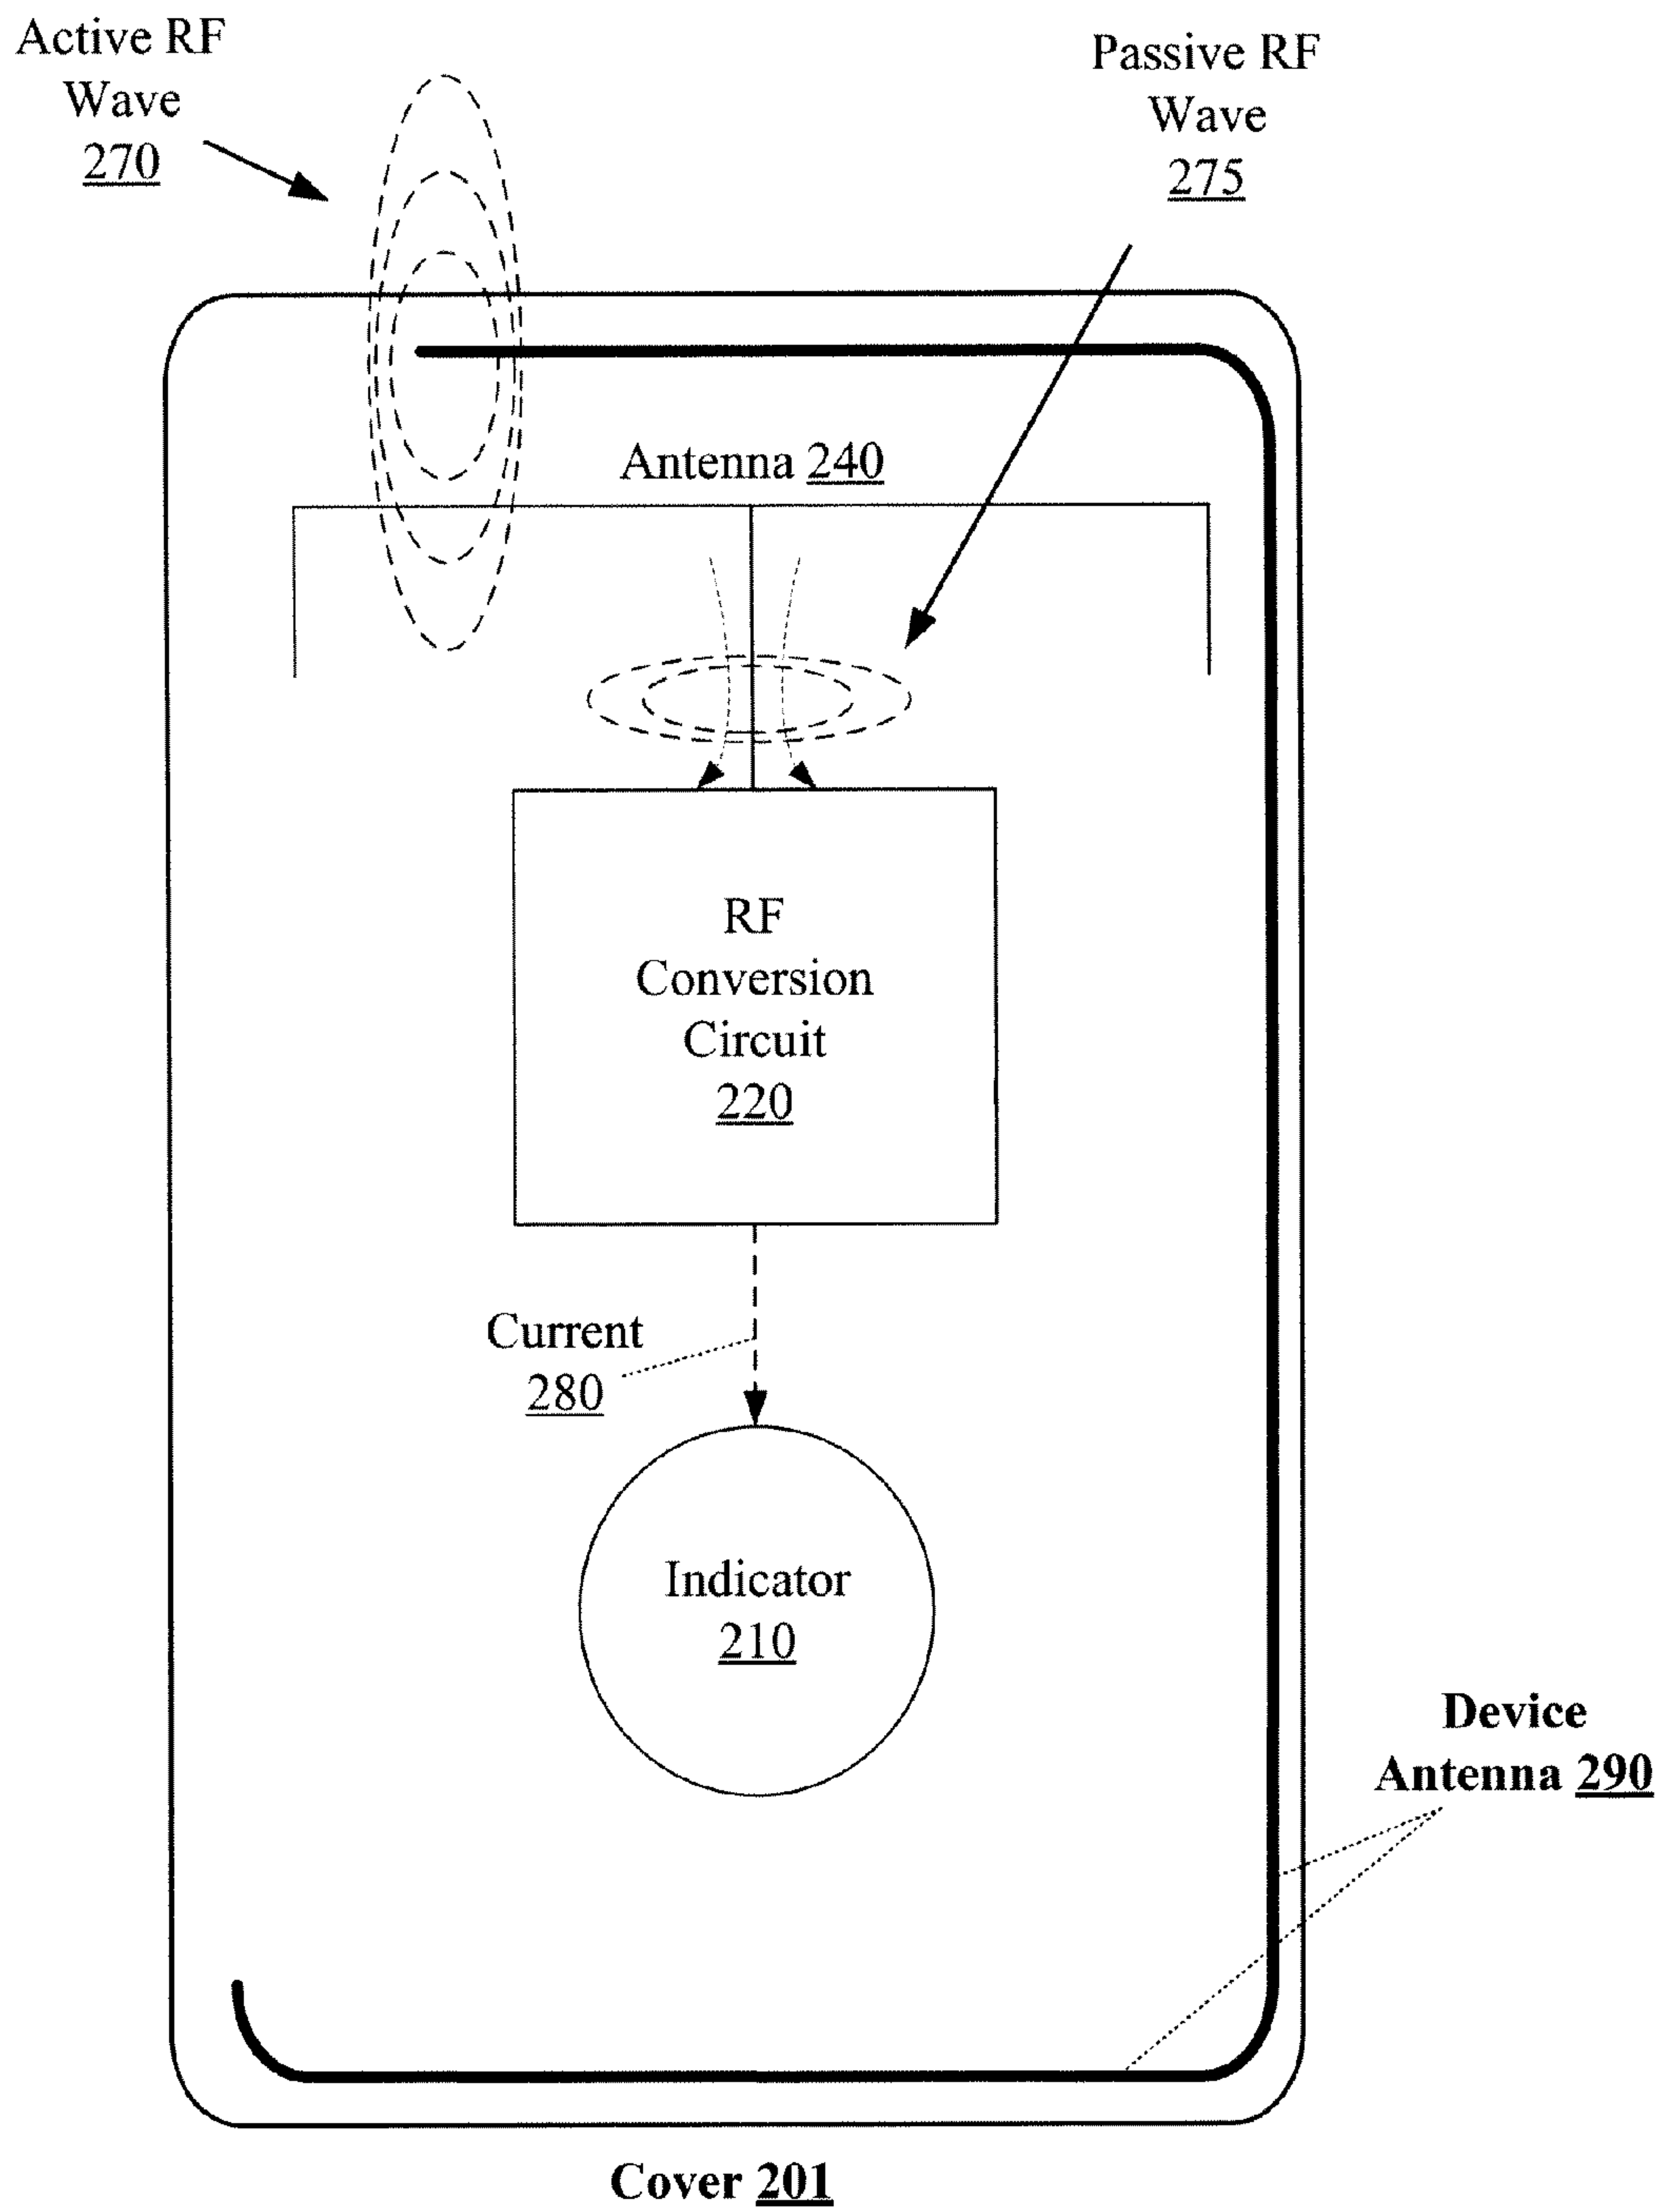 Active RF
Wave
270
Passive RF
Wave
275
Antenna 240
RF
Conversion
Circuit
220
Current
280
Indicator
210
Device
Antenna 290
Cover 201